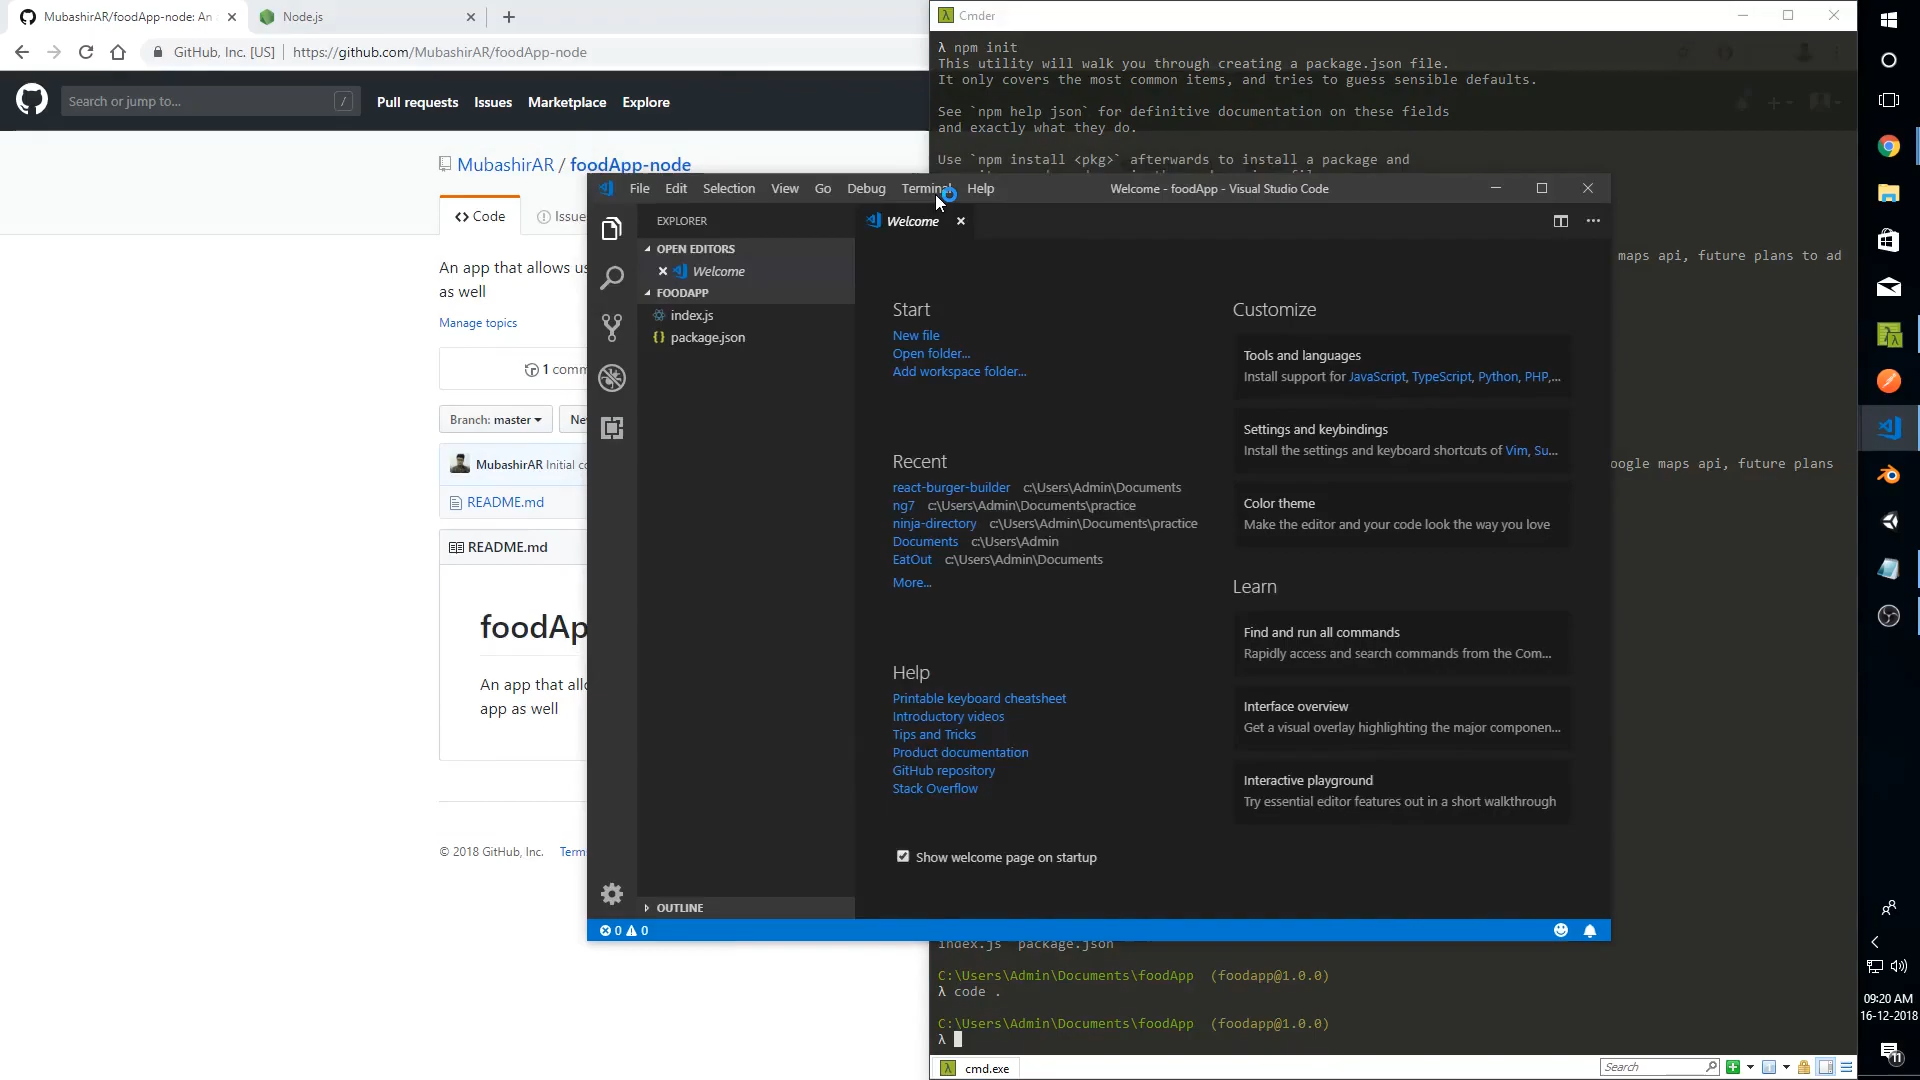 MubashirAR/foodApp-node: An
Node.js
GitHub, Inc. [US]
https://github.com/MubashirAR/foodApp-node
Search or jump to...
/
Pull requests
Issues
Marketplace
Explore
MubashirAR / foodApp-node
Code
Issue
An app that allows us
as well
Manage topics
1 comm
Branch: master
Ne
MubashirAR Initial co
README.md
README.md
foodAp
An app that allo
app as well
© 2018 GitHub, Inc.
Term
Cmder
λ npm init
This utility will walk you through creating a package.json file.
It only covers the most common items, and tries to guess sensible defaults.
See `npm help json` for definitive documentation on these fields
and exactly what they do.
Use `npm install <pkg>` afterwards to install a package and
maps api, future plans to ad
oogle maps api, future plans
File
Edit
Selection
View
Go
Debug
Terminal
Help
Welcome - foodApp - Visual Studio Code
EXPLORER
OPEN EDITORS
Welcome
FOODAPP
index.js
package.json
OUTLINE
Welcome
Start
New file
Open folder...
Add workspace folder...
Recent
react-burger-builder c:\Users\Admin\Documents
ng7 c:\Users\Admin\Documents\practice
ninja-directory c:\Users\Admin\Documents\practice
Documents c:\Users\Admin
EatOut c:\Users\Admin\Documents
More...
Help
Printable keyboard cheatsheet
Introductory videos
Tips and Tricks
Product documentation
GitHub repository
Stack Overflow
Show welcome page on startup
Customize
Tools and languages
Install support for JavaScript, TypeScript, Python, PHP,...
Settings and keybindings
Install the settings and keyboard shortcuts of Vim, Su...
Color theme
Make the editor and your code look the way you love
Learn
Find and run all commands
Rapidly access and search commands from the Com...
Interface overview
Get a visual overlay highlighting the major componen...
Interactive playground
Try essential editor features out in a short walkthrough
0
0
index.js package.json
C:\Users\Admin\Documents\foodApp (foodapp@1.0.0)
λ code .
C:\Users\Admin\Documents\foodApp (foodapp@1.0.0)
λ
cmd.exe
Search
09:20 AM
16-12-2018
11